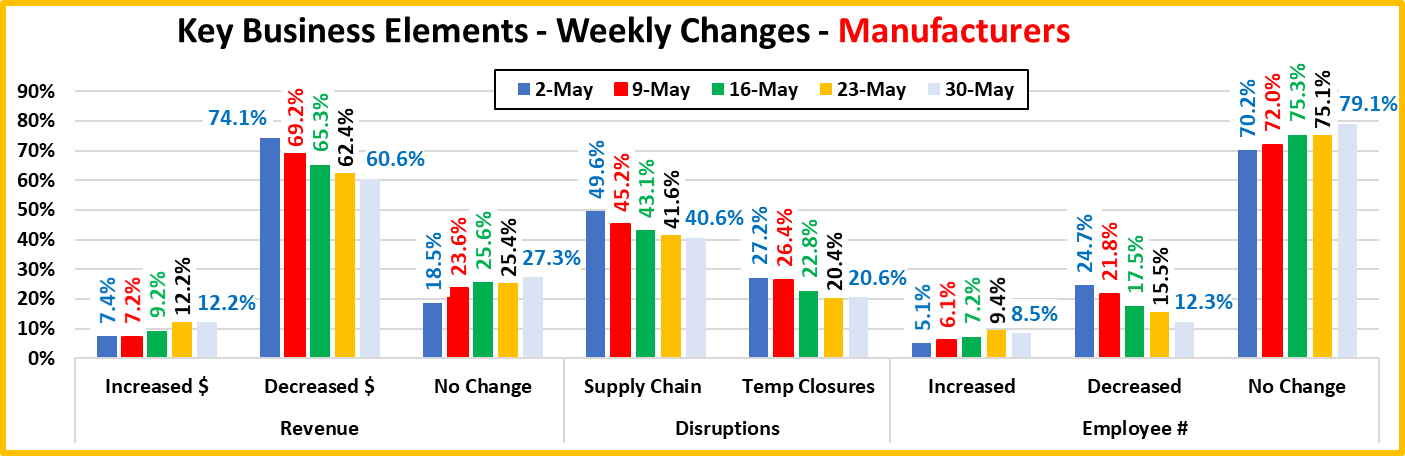 Key Business Elements - Weekly Changes - Manufacturers
2-May 9-May 16-May 23-May 30-May
90%
80%
70%
60%
50%
40%
30%
20%
10%
0%
7.4% 7.2% 9.2% 12.2% 12.2%
74.1% 69.2% 65.3% 62.4% 60.6%
18.5% 23.6% 25.6% 25.4% 27.3%
49.6% 45.2% 43.1% 41.6% 40.6%
27.2% 26.4% 22.8% 20.4% 20.6%
5.1% 6.1% 7.2% 9.4% 8.5%
24.7% 21.8% 17.5% 15.5% 12.3%
70.2% 72.0% 75.3% 75.1% 79.1%
Increased $ Decreased $ No Change Supply Chain Temp Closures Increased Decreased No Change
Revenue Disruptions Employee #